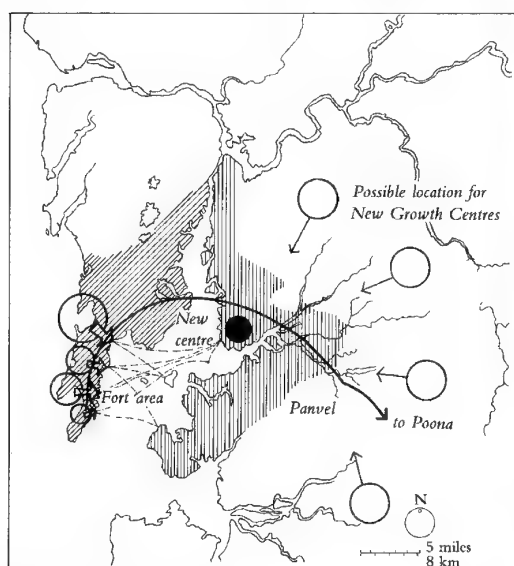 Possible location for
New Growth Centres
New
centre
Fort area
Panvel
to Poona
N
5 miles
8 km